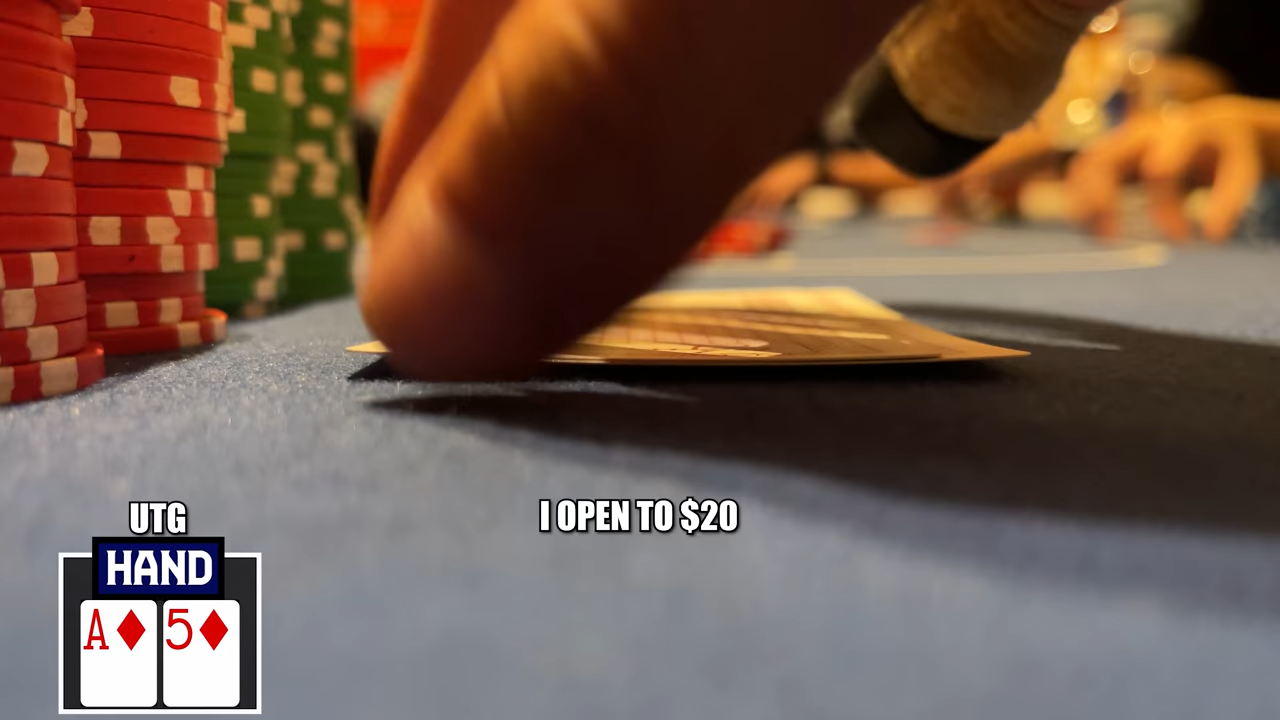 UTG
I OPEN TO $20
HAND
A♦ 5♦